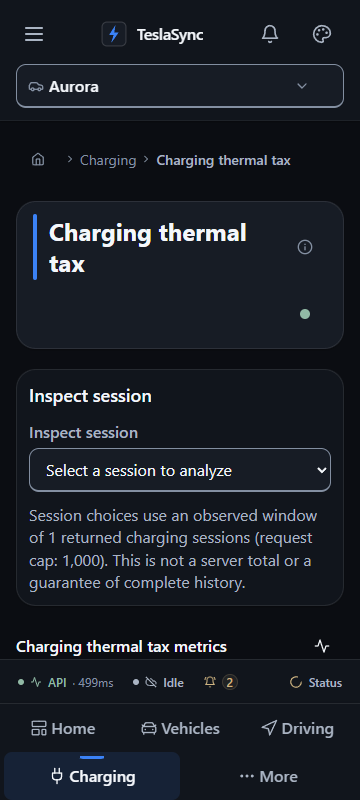 TeslaSync
Aurora
Charging
Charging thermal tax
Charging thermal
tax
Inspect session
Inspect session
Select a session to analyze
Session choices use an observed window
of 1 returned charging sessions (request
cap: 1,000). This is not a server total or a
guarantee of complete history.
Charging thermal tax metrics
API · 499ms
Idle
2
Status
Home
Vehicles
Driving
Charging
More